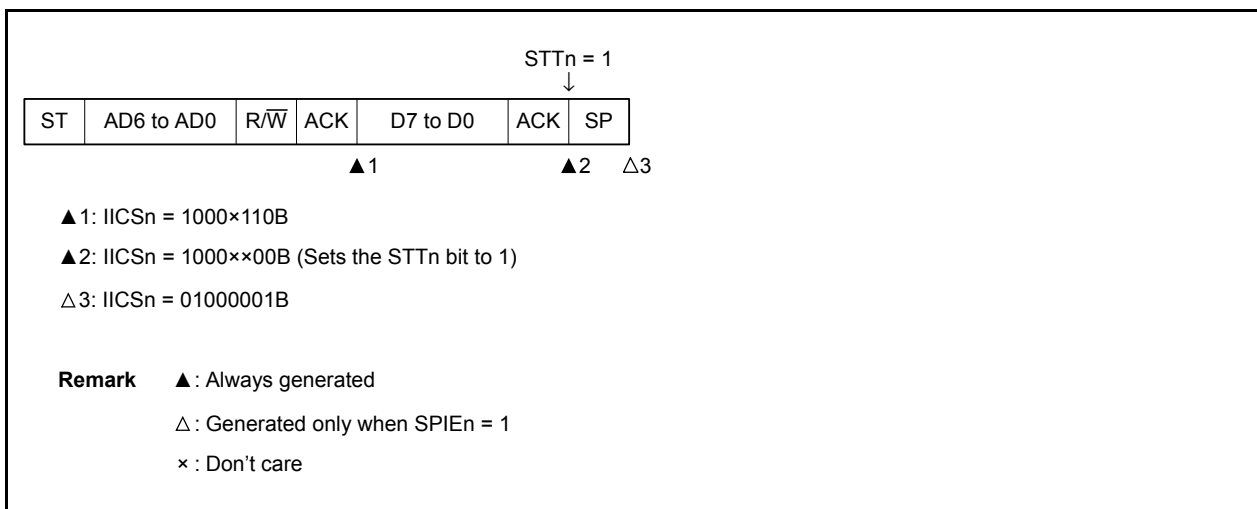 STTn = 1
↓
ST AD6 to AD0 R/W̅ ACK D7 to D0 ACK SP
▲1 ▲2 △3
▲1: IICSn = 1000×110B
▲2: IICSn = 1000××00B (Sets the STTn bit to 1)
△3: IICSn = 01000001B
Remark ▲: Always generated
△: Generated only when SPIEn = 1
×: Don't care